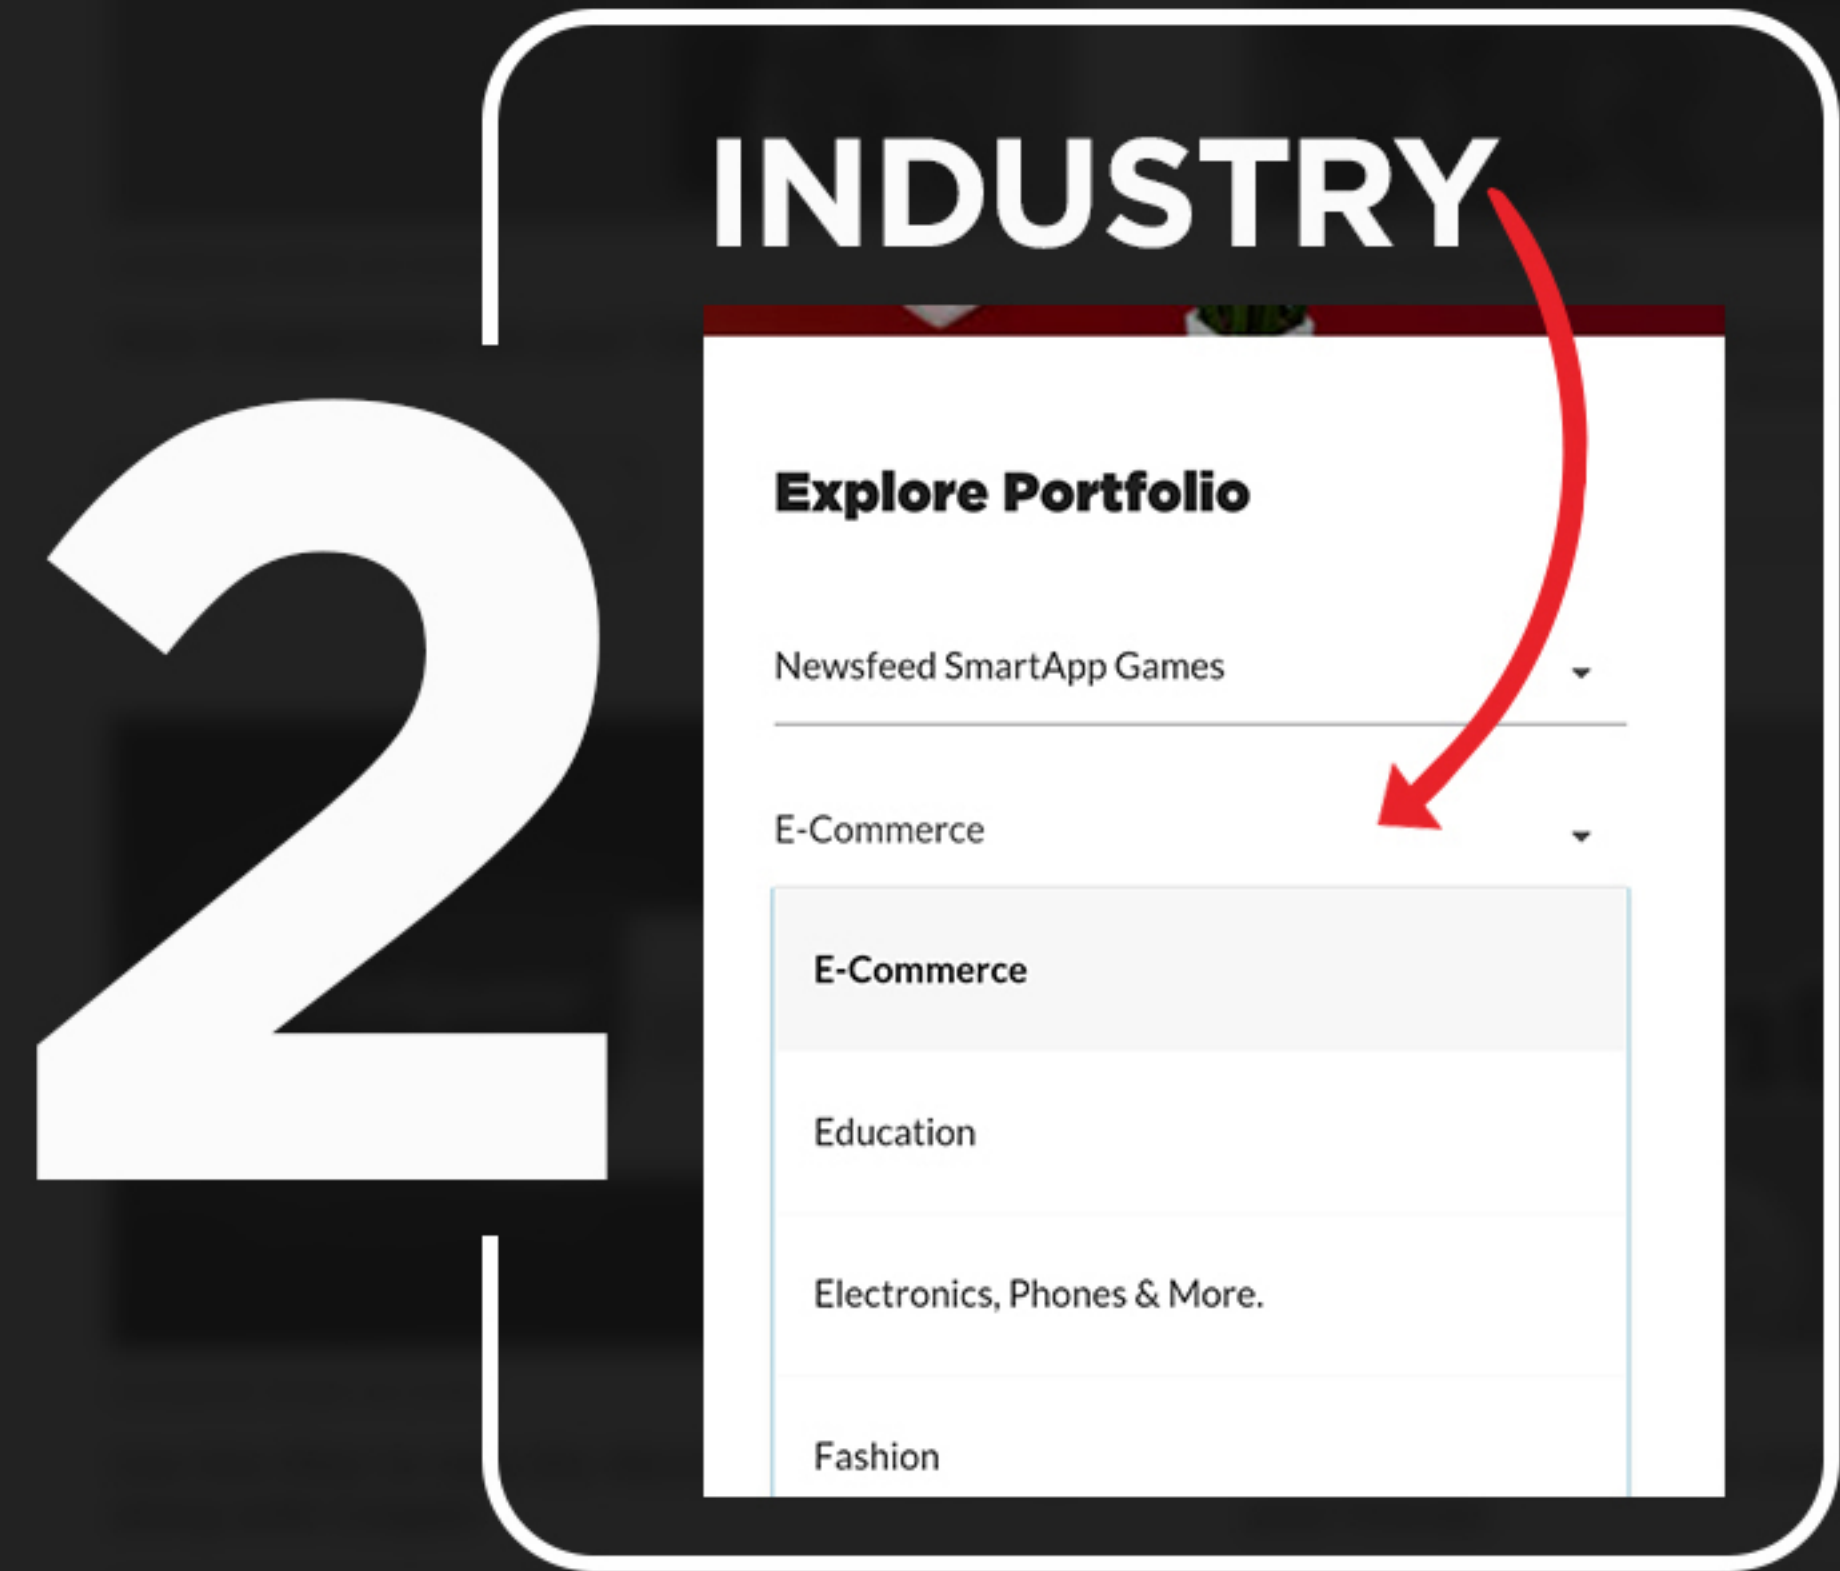 INDUSTRY
2
Explore Portfolio
Newsfeed SmartApp Games
E-Commerce
E-Commerce
Education
Electronics, Phones & More.
Fashion